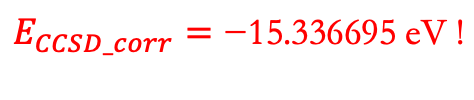 E_{CCSD_corr} = −15.336695 eV !